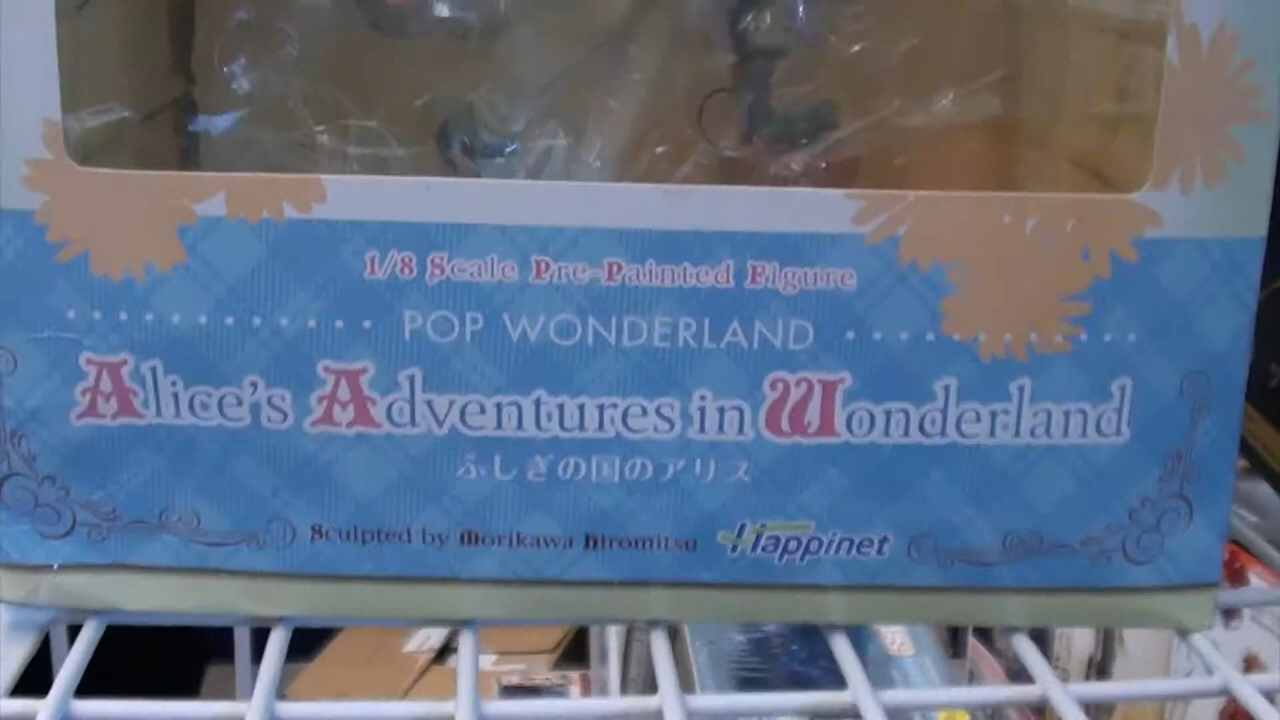 1/8 Scale Pre-Painted Figure
POP WONDERLAND
Alice's Adventures in Wonderland
ふしぎの国のアリス
Sculpted by Morikawa Hiromitsu
Happinet